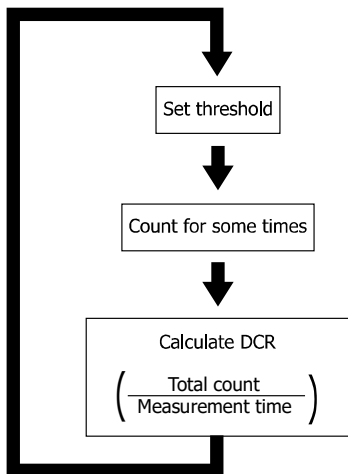 Set threshold
Count for some times
Calculate DCR
( Total count
Measurement time )